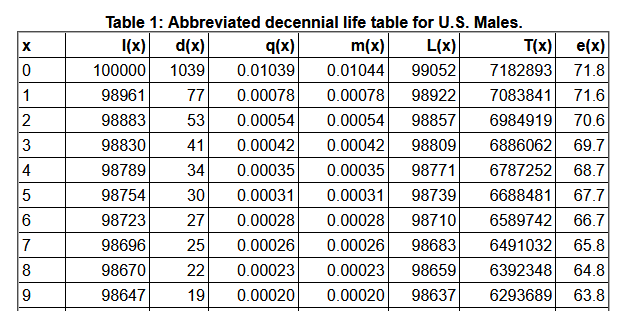 Table 1: Abbreviated decennial life table for U.S. Males.
x l(x) d(x) q(x) m(x) L(x) T(x) e(x)
0 100000 1039 0.01039 0.01044 99052 7182893 71.8
1 98961 77 0.00078 0.00078 98922 7083841 71.6
2 98883 53 0.00054 0.00054 98857 6984919 70.6
3 98830 41 0.00042 0.00042 98809 6886062 69.7
4 98789 34 0.00035 0.00035 98771 6787252 68.7
5 98754 30 0.00031 0.00031 98739 6688481 67.7
6 98723 27 0.00028 0.00028 98710 6589742 66.7
7 98696 25 0.00026 0.00026 98683 6491032 65.8
8 98670 22 0.00023 0.00023 98659 6392348 64.8
9 98647 19 0.00020 0.00020 98637 6293689 63.8